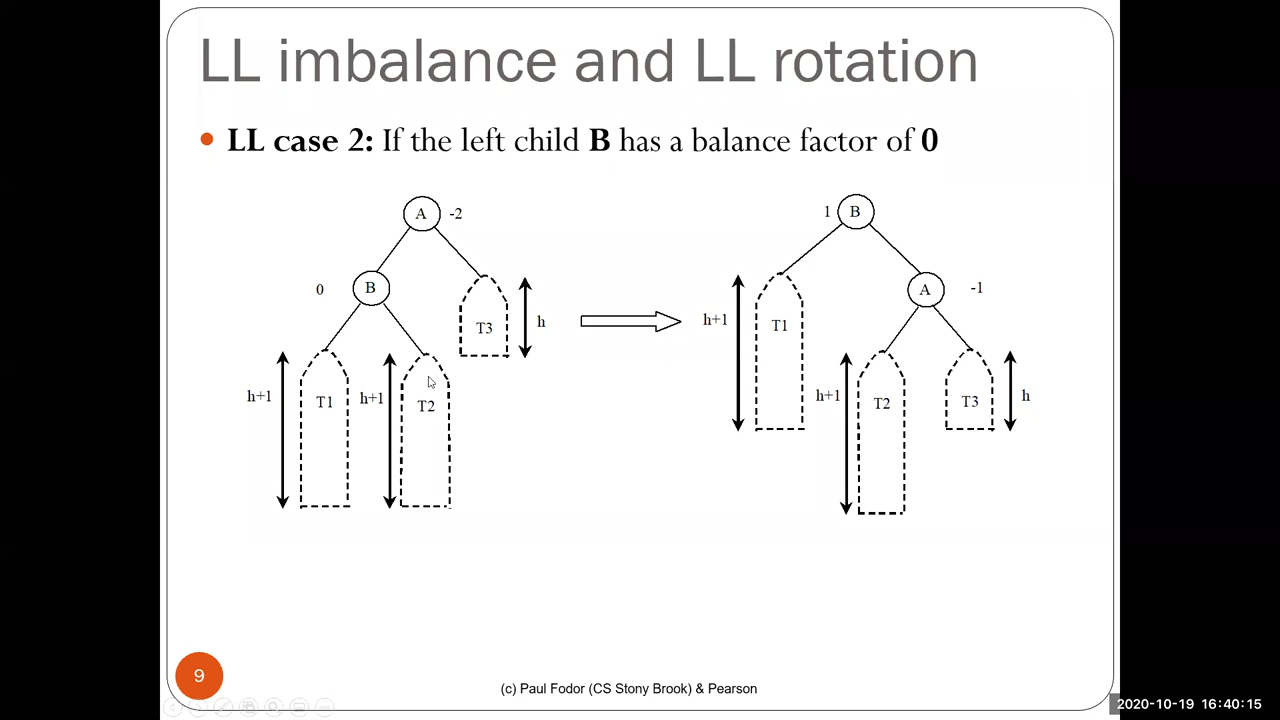 LL imbalance and LL rotation
LL case 2: If the left child B has a balance factor of 0
A -2
1 B
0 B
A -1
T3 h
h+1 T1
h+1 T1 h+1 T2
h+1 T2 T3 h
9
(c) Paul Fodor (CS Stony Brook) & Pearson
2020-10-19 16:40:15